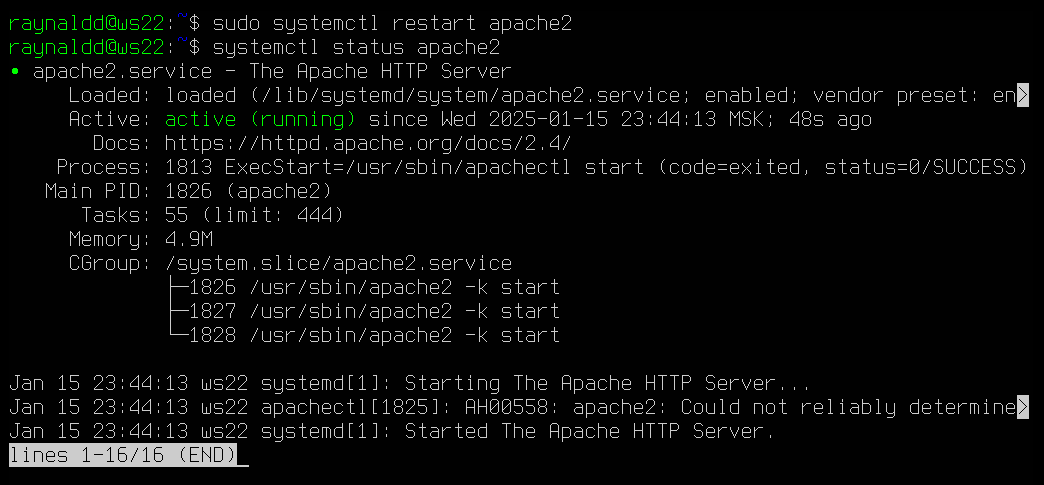 raynaldd@ws22:~$ sudo systemctl restart apache2
raynaldd@ws22:~$ systemctl status apache2
● apache2.service - The Apache HTTP Server
     Loaded: loaded (/lib/systemd/system/apache2.service; enabled; vendor preset: en>
     Active: active (running) since Wed 2025-01-15 23:44:13 MSK; 48s ago
       Docs: https://httpd.apache.org/docs/2.4/
    Process: 1813 ExecStart=/usr/sbin/apachectl start (code=exited, status=0/SUCCESS)
   Main PID: 1826 (apache2)
      Tasks: 55 (limit: 444)
     Memory: 4.9M
     CGroup: /system.slice/apache2.service
             ├─1826 /usr/sbin/apache2 -k start
             ├─1827 /usr/sbin/apache2 -k start
             └─1828 /usr/sbin/apache2 -k start

Jan 15 23:44:13 ws22 systemd[1]: Starting The Apache HTTP Server...
Jan 15 23:44:13 ws22 apachectl[1825]: AH00558: apache2: Could not reliably determine>
Jan 15 23:44:13 ws22 systemd[1]: Started The Apache HTTP Server.
lines 1-16/16 (END)